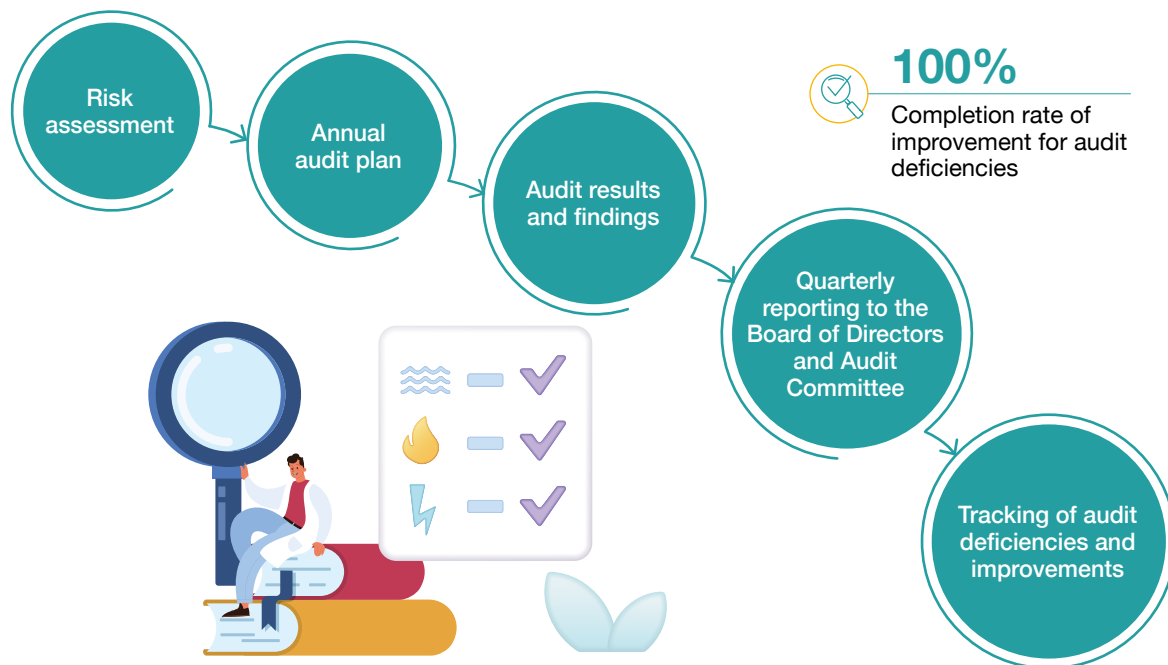 Risk
assessment
Annual
audit plan
Audit results
and findings
Quarterly
reporting to the
Board of Directors
and Audit
Committee
Tracking of audit
deficiencies and
improvements
100%
Completion rate of
improvement for audit
deficiencies